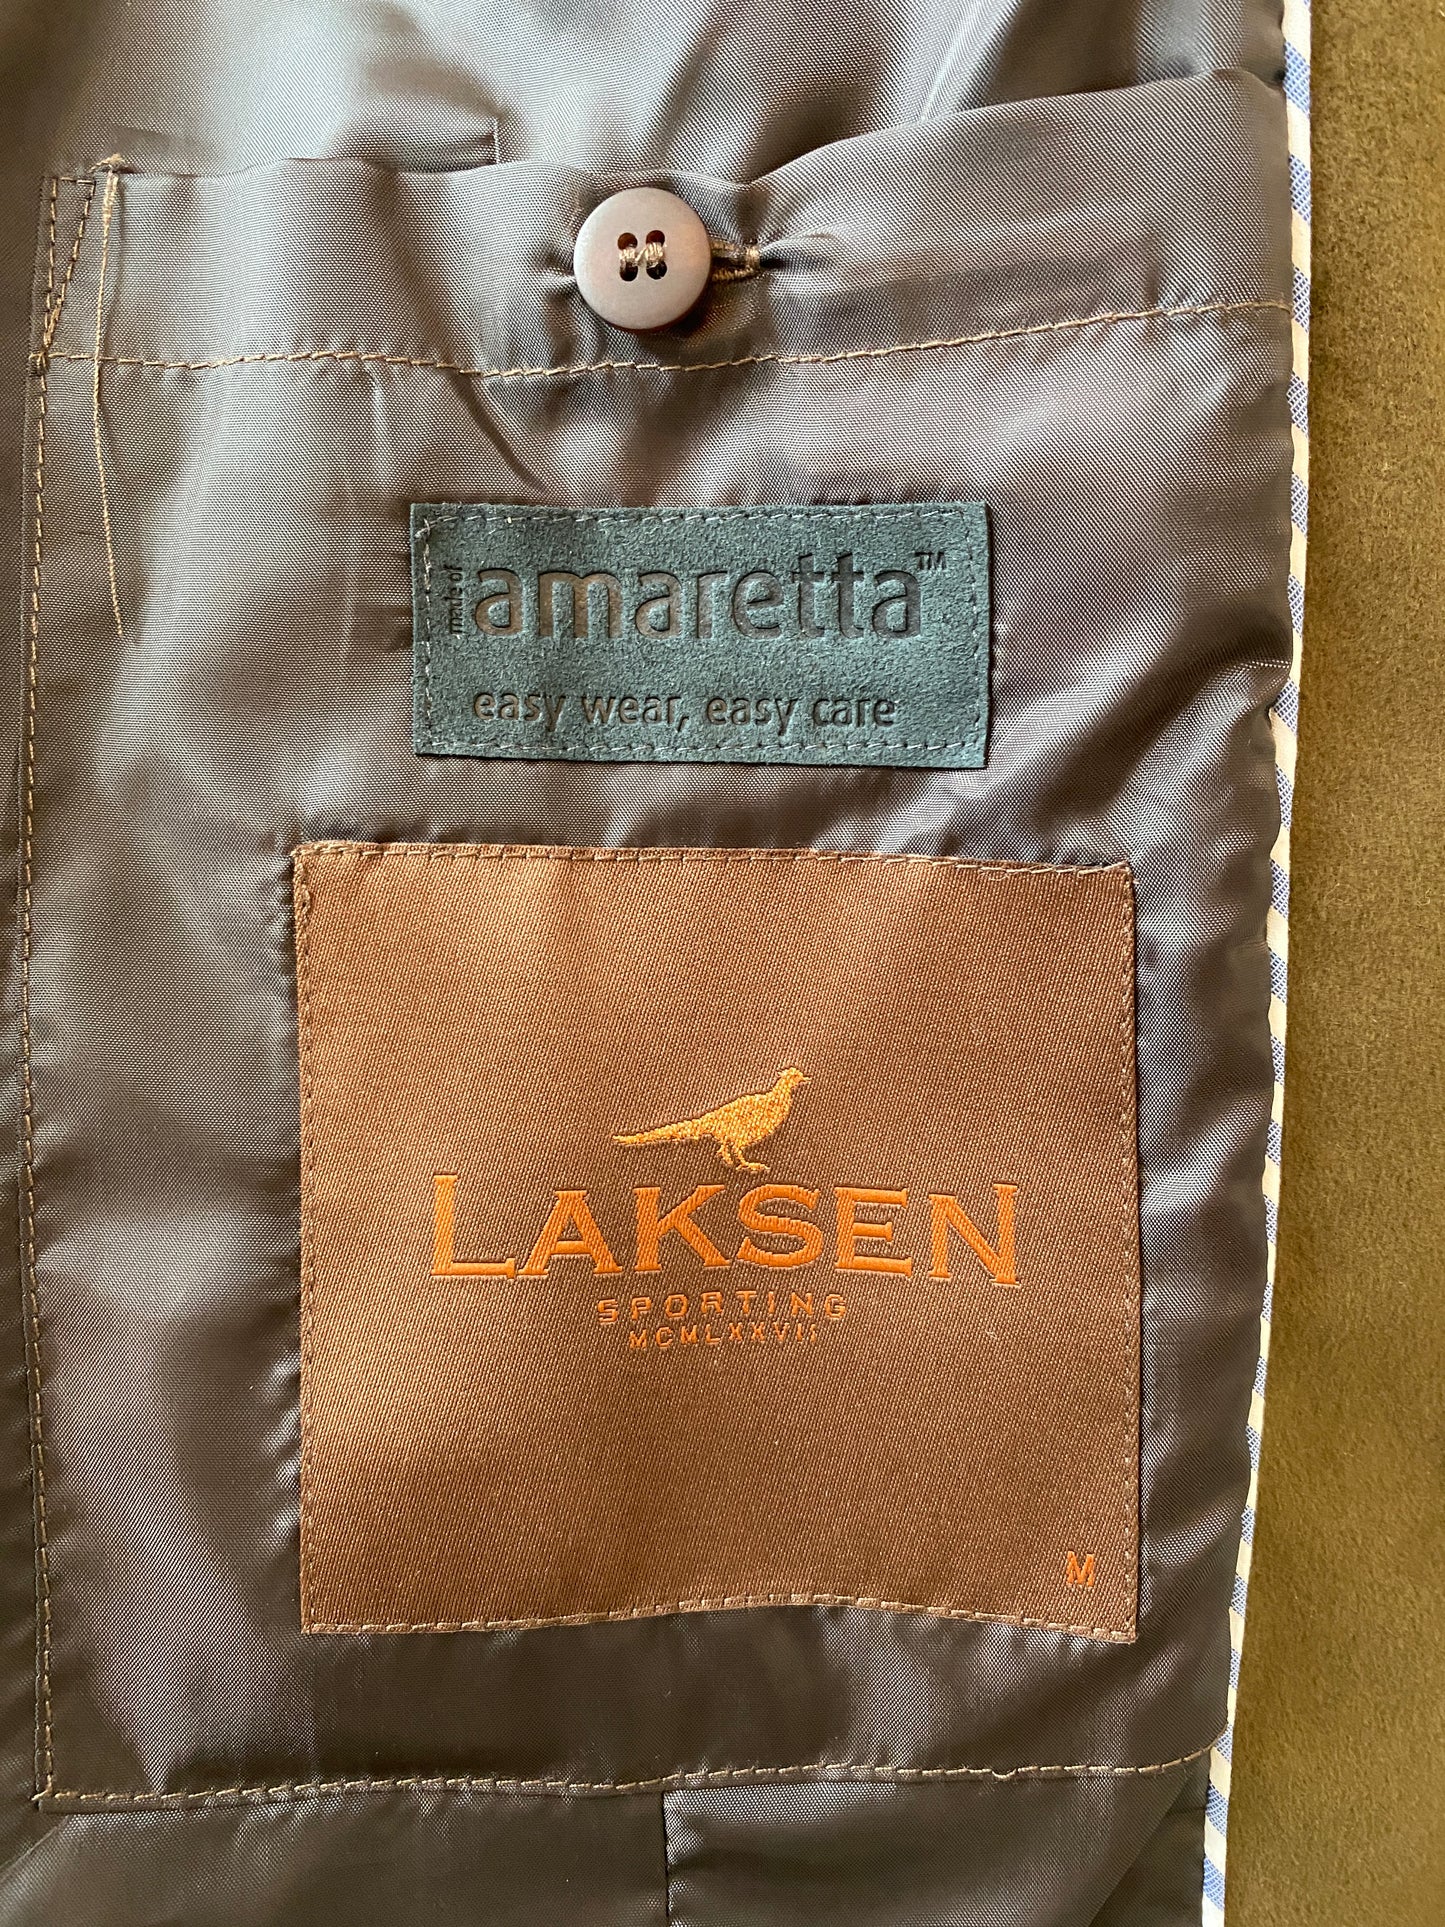 made of
amaretta™
easy wear, easy care
LAKSEN
SPORTING
MCMLXXVII
M